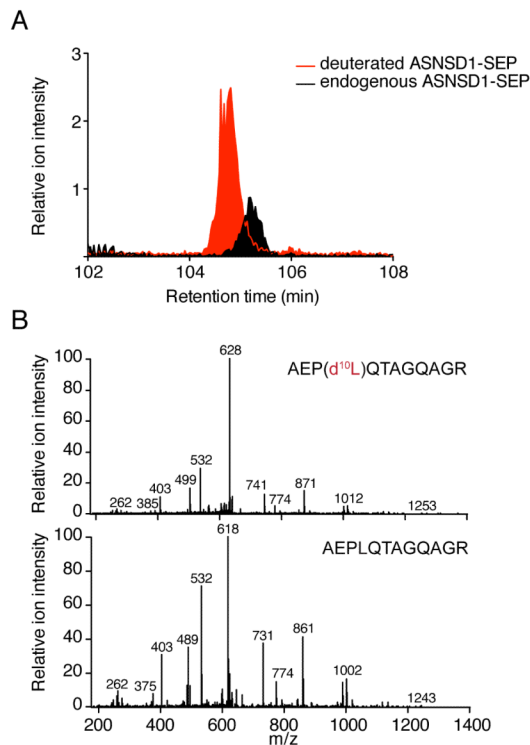 A
3
2
1
0
Relative ion intensity
deuterated ASNSD1-SEP
endogenous ASNSD1-SEP
102 104 106 108
Retention time (min)
B
100
80
60
40
20
0
Relative ion intensity
AEP(d¹⁰L)QTAGQAGR
628
532
499
403
385
262
741
774
871
1012
1253
100
80
60
40
20
0
Relative ion intensity
AEPLQTAGQAGR
618
532
489
403
375
262
731
774
861
1002
1243
200 400 600 800 1000 1200 1400
m/z